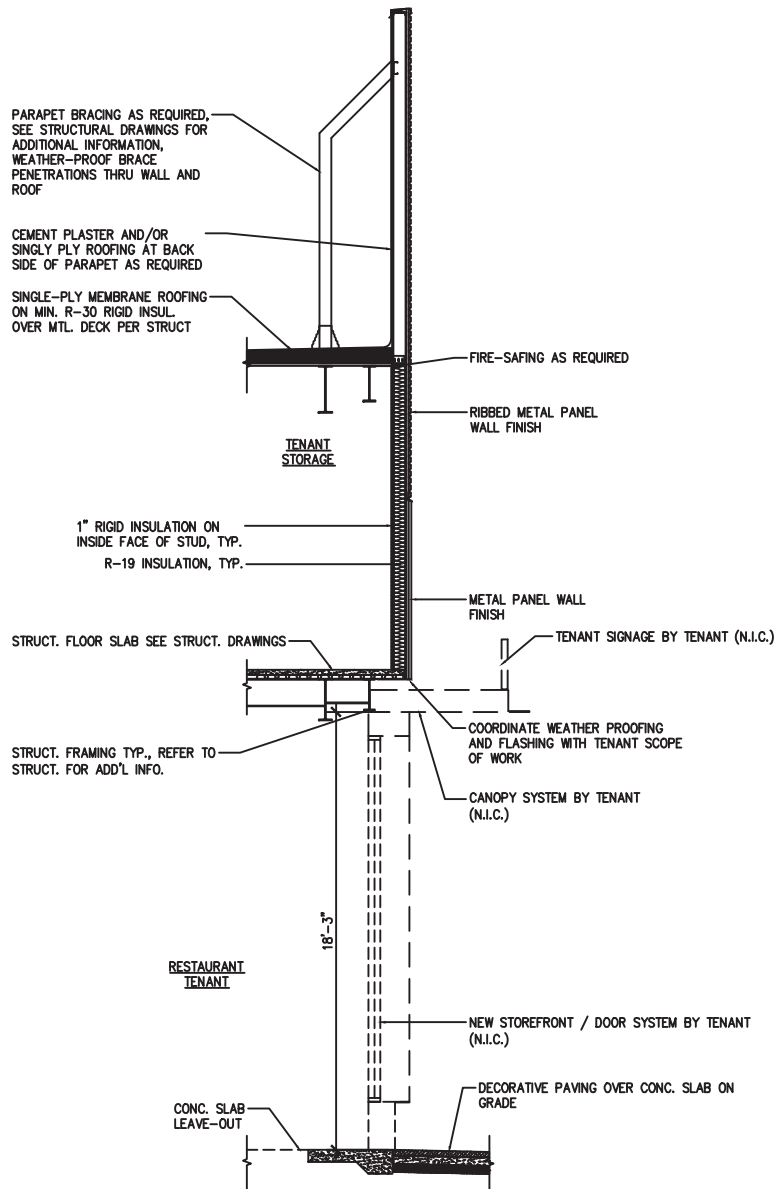 PARAPET BRACING AS REQUIRED,
SEE STRUCTURAL DRAWINGS FOR
ADDITIONAL INFORMATION,
WEATHER-PROOF BRACE
PENETRATIONS THRU WALL AND
ROOF
CEMENT PLASTER AND/OR
SINGLY PLY ROOFING AT BACK
SIDE OF PARAPET AS REQUIRED
SINGLE-PLY MEMBRANE ROOFING
ON MIN. R-30 RIGID INSUL.
OVER MTL. DECK PER STRUCT
FIRE-SAFING AS REQUIRED
RIBBED METAL PANEL
WALL FINISH
TENANT
STORAGE
1" RIGID INSULATION ON
INSIDE FACE OF STUD, TYP.
R-19 INSULATION, TYP.
METAL PANEL WALL
FINISH
TENANT SIGNAGE BY TENANT (N.I.C.)
STRUCT. FLOOR SLAB SEE STRUCT. DRAWINGS
COORDINATE WEATHER PROOFING
AND FLASHING WITH TENANT SCOPE
OF WORK
STRUCT. FRAMING TYP., REFER TO
STRUCT. FOR ADD'L INFO.
CANOPY SYSTEM BY TENANT
(N.I.C.)
18'-3"
RESTAURANT
TENANT
NEW STOREFRONT / DOOR SYSTEM BY TENANT
(N.I.C.)
DECORATIVE PAVING OVER CONC. SLAB ON
GRADE
CONC. SLAB
LEAVE-OUT